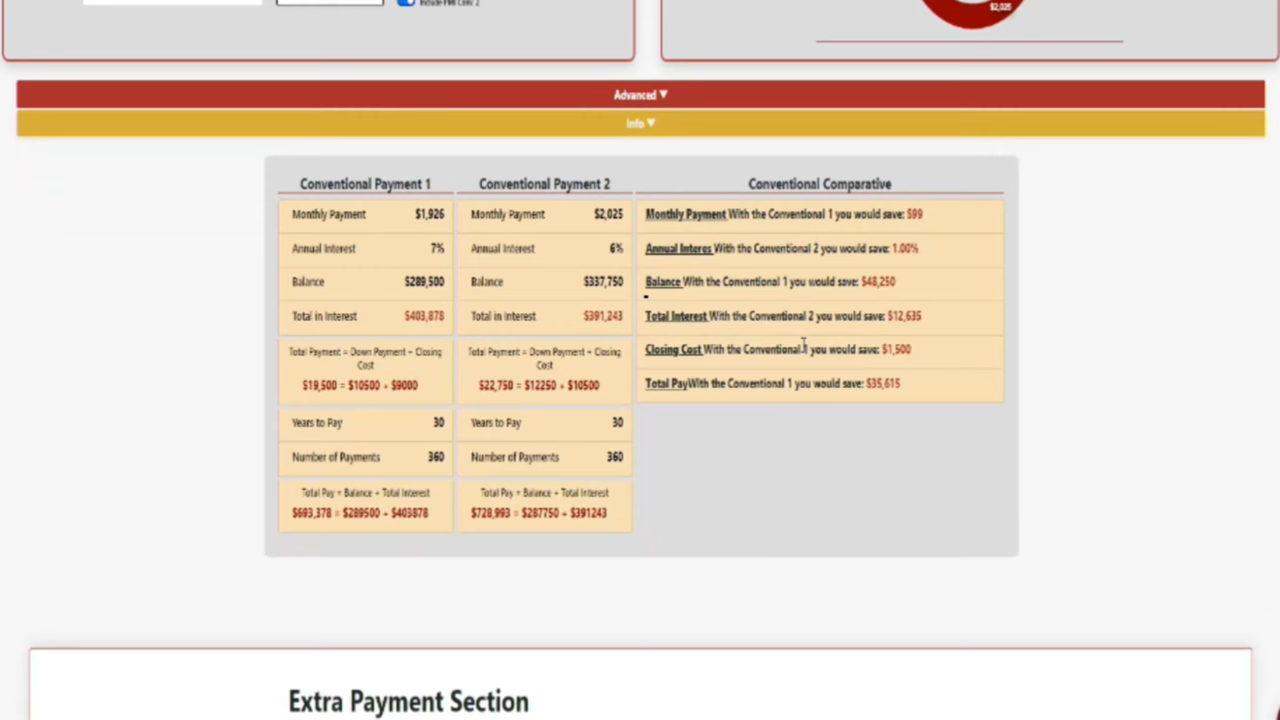 Include PMI Conv. 2
$2,025
Advanced ▼
Info ▼
Conventional Payment 1
Monthly Payment $1,926
Annual Interest 7%
Balance $289,500
Total in Interest $403,878
Total Payment = Down Payment + Closing
Cost
$19,500 = $10500 + $9000
Years to Pay 30
Number of Payments 360
Total Pay = Balance + Total Interest
$693,378 = $289500 + $403878
Conventional Payment 2
Monthly Payment $2,025
Annual Interest 6%
Balance $337,750
Total in Interest $391,243
Total Payment = Down Payment + Closing
Cost
$22,750 = $12250 + $10500
Years to Pay 30
Number of Payments 360
Total Pay = Balance + Total Interest
$728,993 = $287750 + $391243
Conventional Comparative
Monthly Payment With the Conventional 1 you would save: $99
Annual Interes With the Conventional 2 you would save: 1.00%
Balance With the Conventional 1 you would save: $48,250
Total Interest With the Conventional 2 you would save: $12,635
Closing Cost With the Conventional 1 you would save: $1,500
Total PayWith the Conventional 1 you would save: $35,615
Extra Payment Section